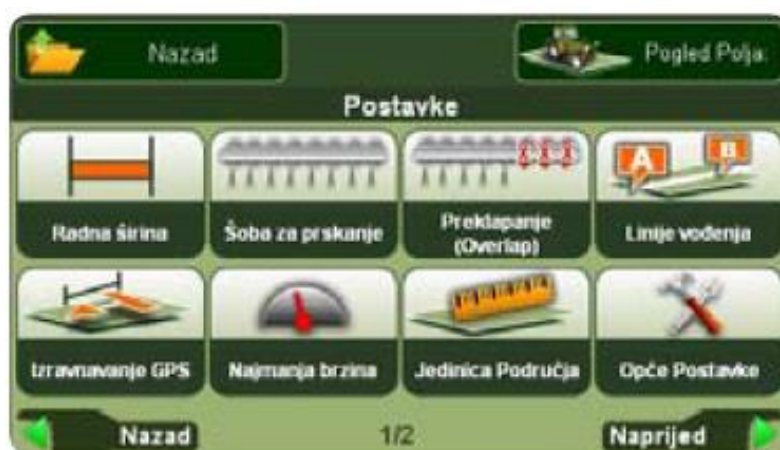 Nazad
Pogled Polja
Postavke
Radna širina
Šoba za prskanje
Preklapanje
(Overlap)
Linije vođenja
A
B
Izravnavanje GPS
Najmanja brzina
Jedinica Područja
Opče Postavke
Nazad
1/2
Naprijed